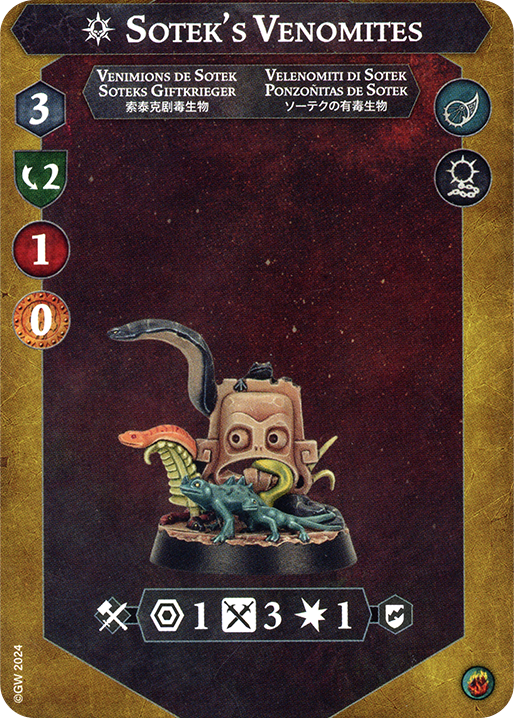 SOTEK'S VENOMITES
VENIMIONS DE SOTEK
SOTEKS GIFTKRIEGER
索泰克剧毒生物
VELENOMITI DI SOTEK
PONZOÑITAS DE SOTEK
ソーテクの有毒生物
3
2
1
0
1 3 1
©GW 2024